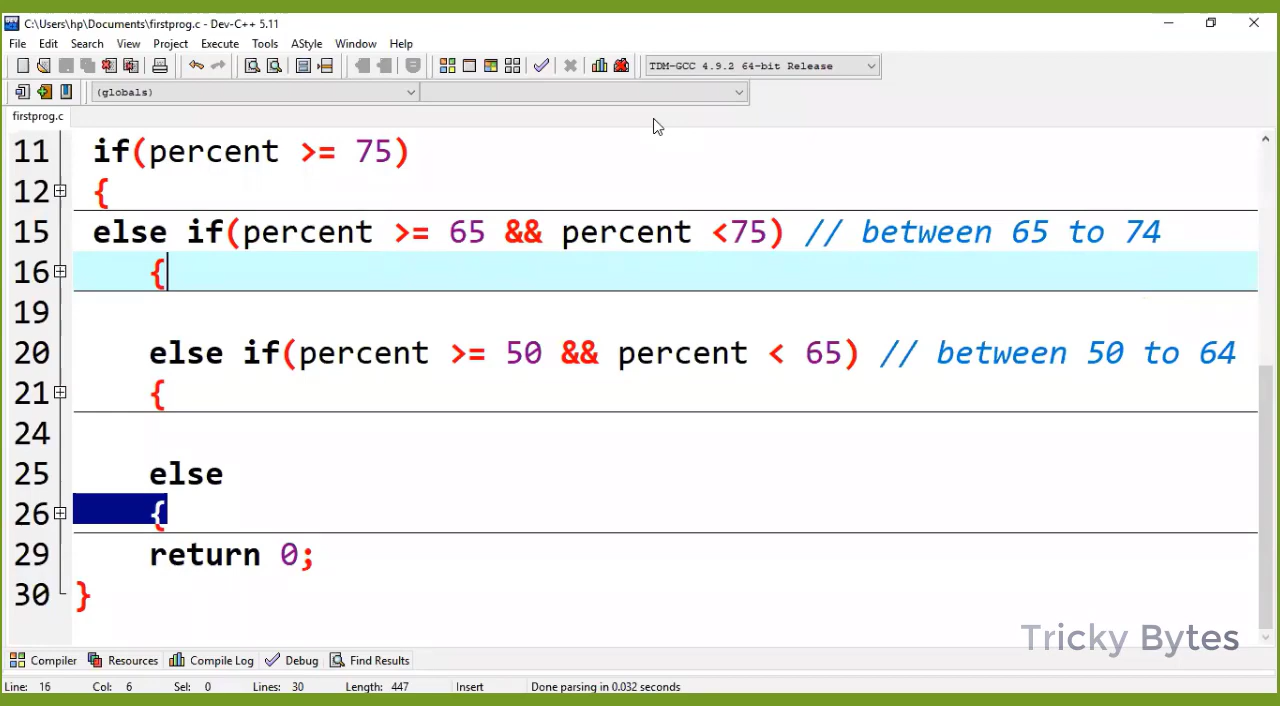 C:\Users\hp\Documents\firstprog.c - Dev-C++ 5.11
File Edit Search View Project Execute Tools AStyle Window Help
TDM-GCC 4.9.2 64-bit Release
(globals)
firstprog.c
11 if(percent >= 75)
12 {
15 else if(percent >= 65 && percent <75) // between 65 to 74
16 {
19
20 else if(percent >= 50 && percent < 65) // between 50 to 64
21 {
24
25 else
26 {
29 return 0;
30 }
Tricky Bytes
Compiler Resources Compile Log Debug Find Results
Line: 16 Col: 6 Sel: 0 Lines: 30 Length: 447 Insert Done parsing in 0.032 seconds